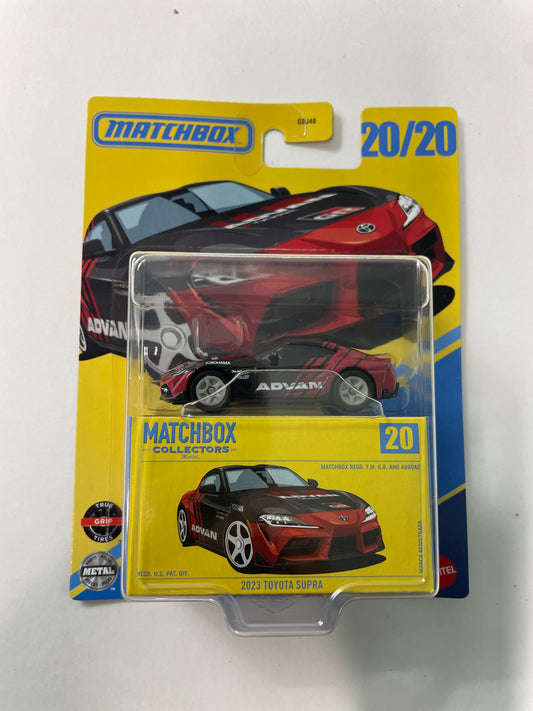 GBJ48
MATCHBOX
20/20
ADVAN
YOKOHAMA
ADVAN
MATCHBOX
COLLECTORS
Mattel
20
MATCHBOX REGD. T.M. G.B. AND ABROAD
ADVAN
MARCA REGISTRADA
REGD. U.S. PAT. OFF.
2023 TOYOTA SUPRA
TRUE
GRIP
TIRES
METAL